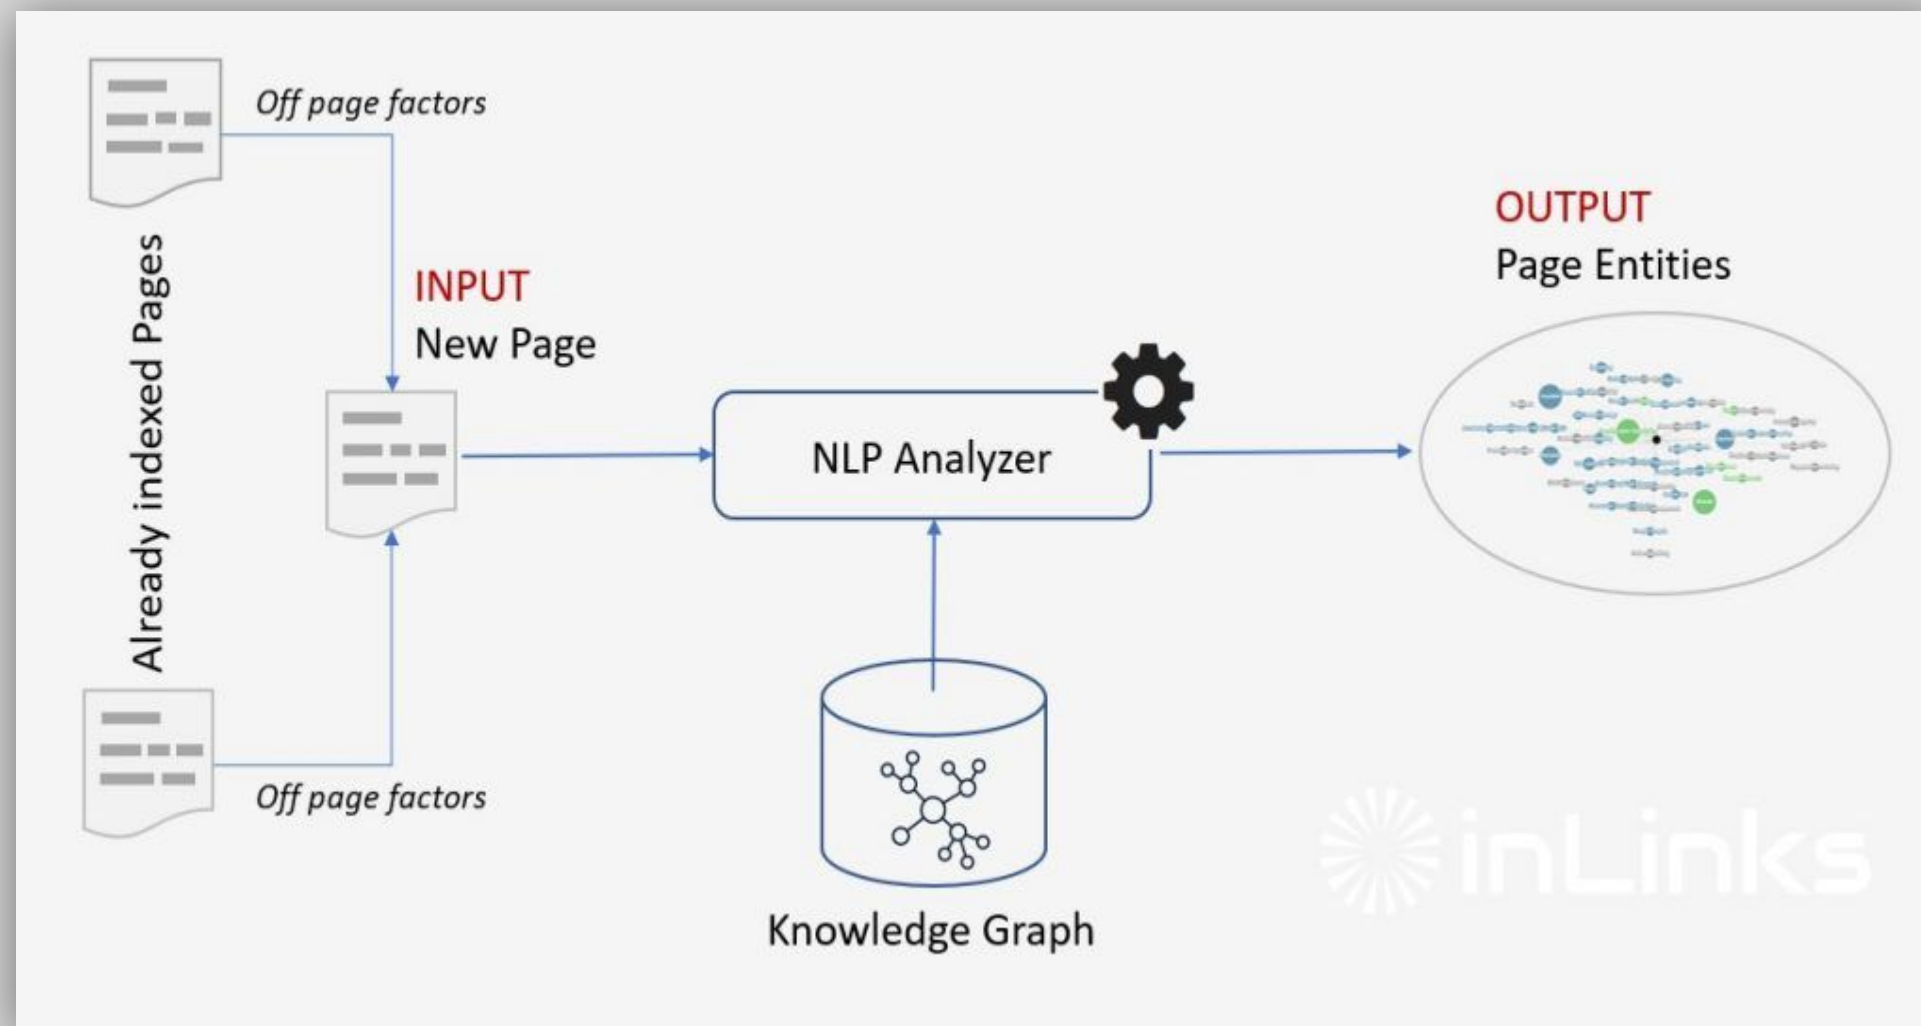 Off page factors
Already indexed Pages
INPUT
New Page
OUTPUT
Page Entities
NLP Analyzer
Off page factors
Knowledge Graph
inLinks